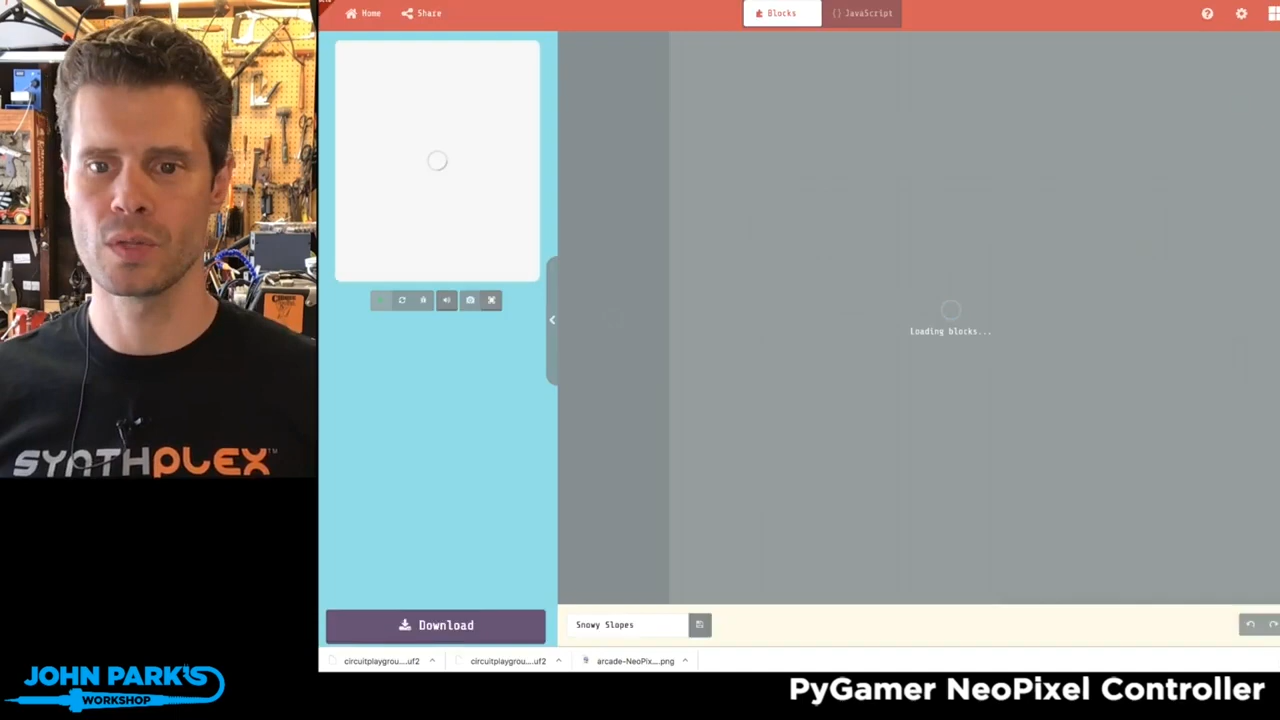 Home
Share
Blocks
{} JavaScript
Loading blocks...
Download
Snowy Slopes
circuitplaygrou....uf2
circuitplaygrou....uf2
arcade-NeoPix....png
SYNTHPLEX™
JOHN PARK'S
WORKSHOP
PyGamer NeoPixel Controller